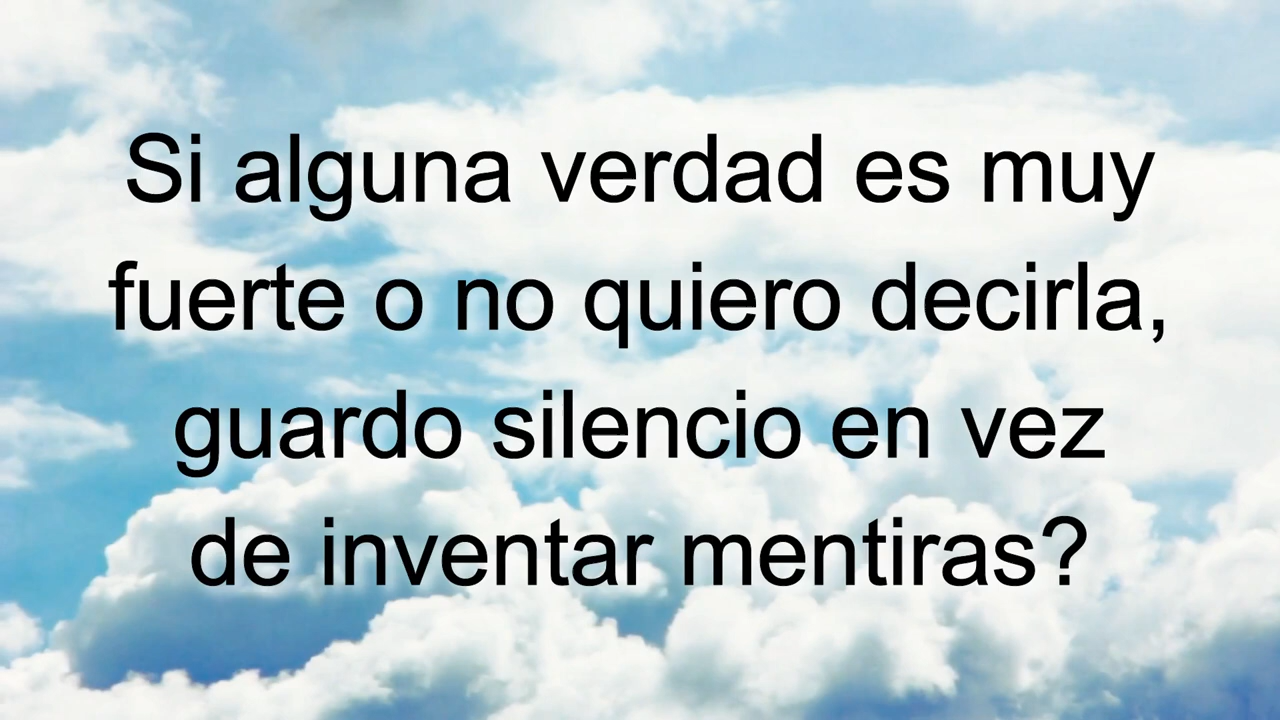 Si alguna verdad es muy
fuerte o no quiero decirla,
guardo silencio en vez
de inventar mentiras?